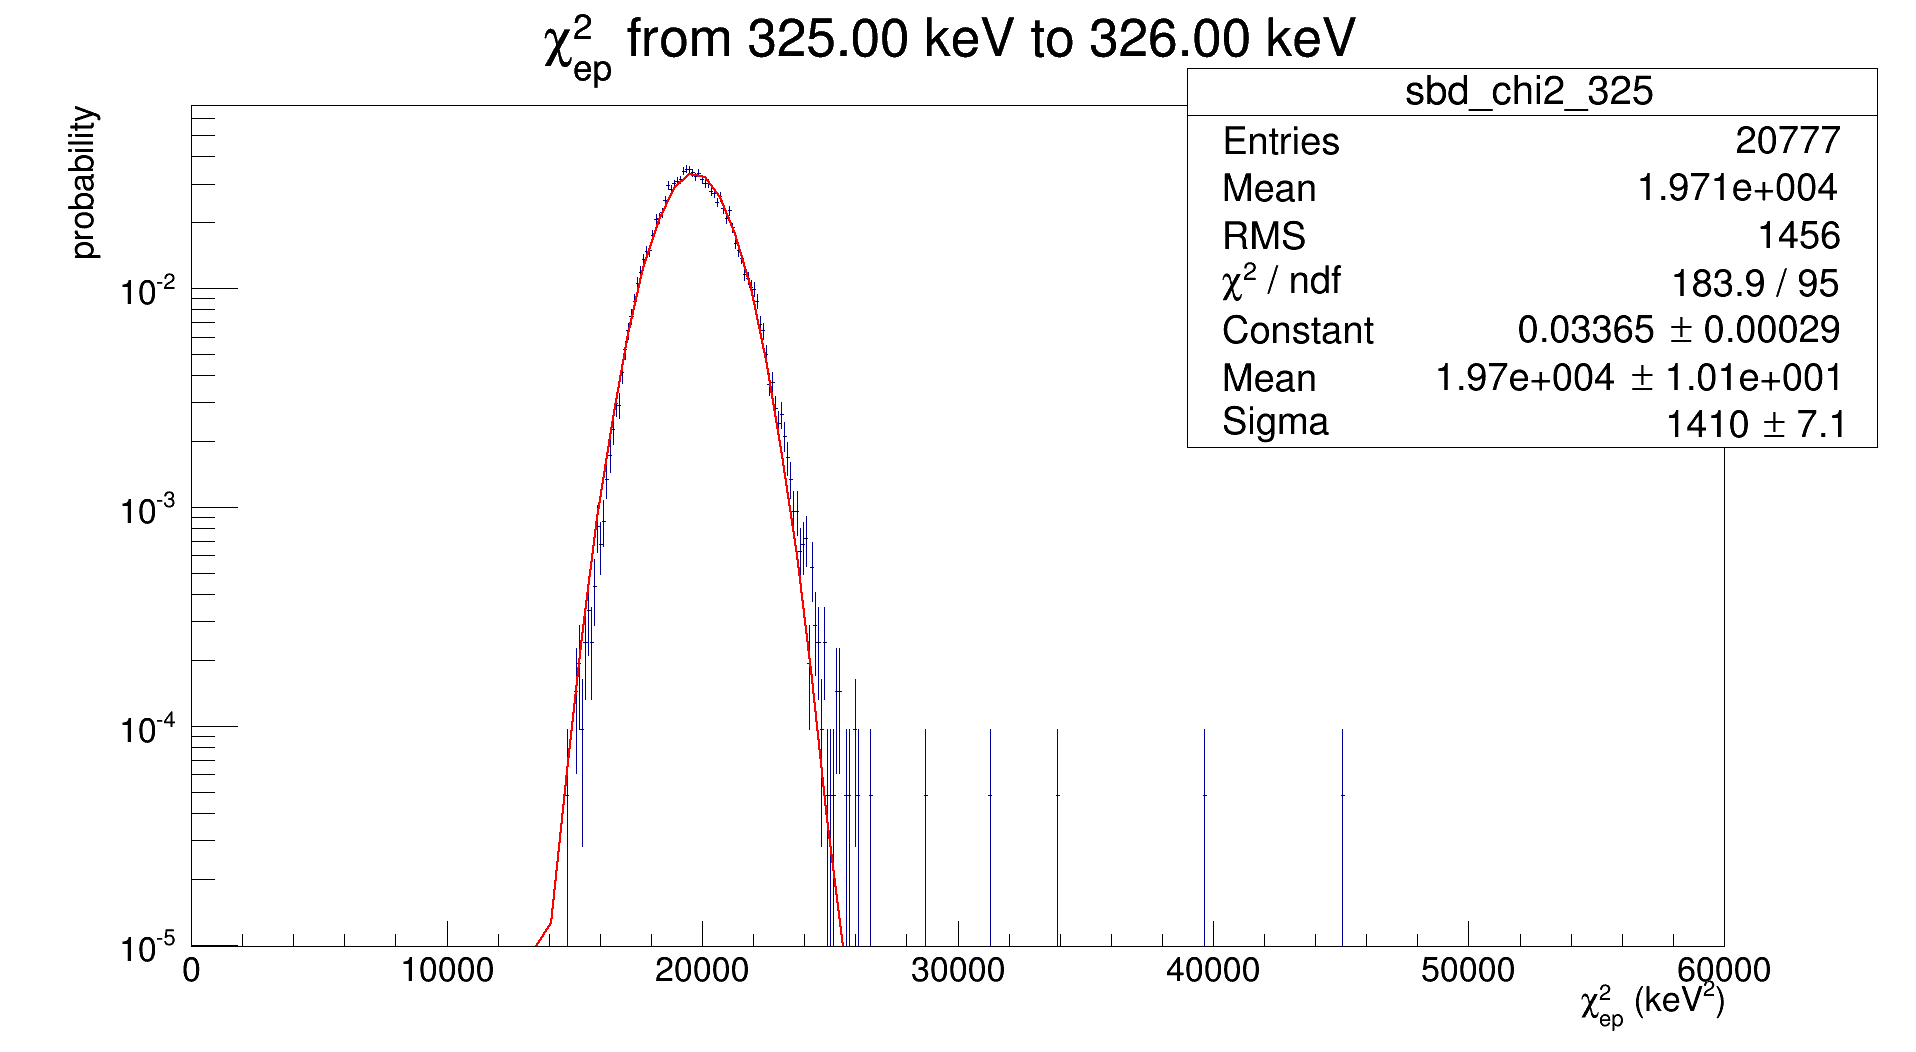 χ²ep from 325.00 keV to 326.00 keV
sbd_chi2_325
Entries 20777
Mean 1.971e+004
RMS 1456
χ² / ndf 183.9 / 95
Constant 0.03365 ± 0.00029
Mean 1.97e+004 ± 1.01e+001
Sigma 1410 ± 7.1
probability
10⁻²
10⁻³
10⁻⁴
10⁻⁵
0 10000 20000 30000 40000 50000 60000
χ²ep (keV²)